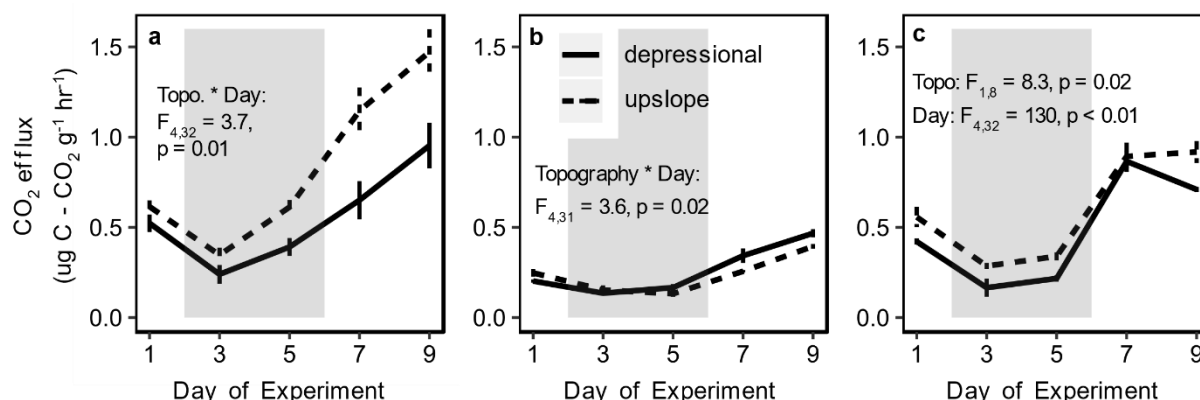 a
b
c
1.5
1.0
0.5
0.0
1.5
1.0
0.5
0.0
1.5
1.0
0.5
0.0
CO₂ efflux
(ug C - CO₂ g⁻¹ hr⁻¹)
Topo. * Day:
F₄,₃₂ = 3.7,
p = 0.01
depressional
upslope
Topography * Day:
F₄,₃₁ = 3.6, p = 0.02
Topo: F₁,₈ = 8.3, p = 0.02
Day: F₄,₃₂ = 130, p < 0.01
1 3 5 7 9
1 3 5 7 9
1 3 5 7 9
Day of Experiment
Day of Experiment
Day of Experiment